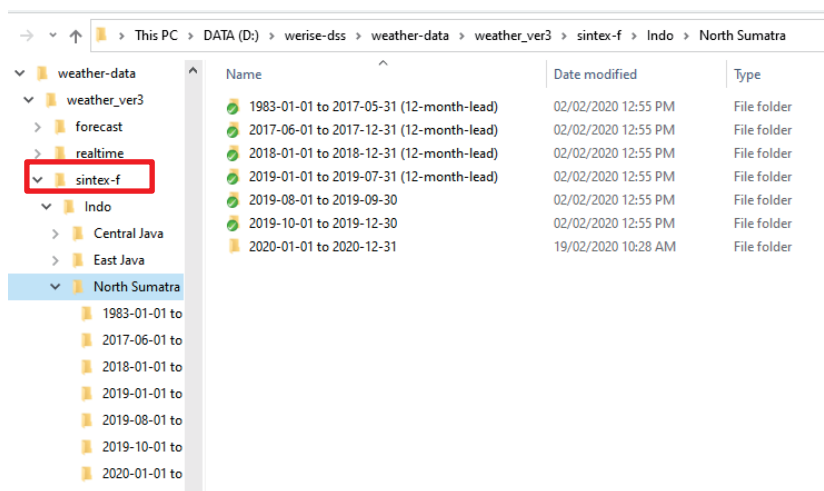 This PC > DATA (D:) > werise-dss > weather-data > weather_ver3 > sintex-f > Indo > North Sumatra
weather-data
weather_ver3
forecast
realtime
sintex-f
Indo
Central Java
East Java
North Sumatra
1983-01-01 to
2017-06-01 to
2018-01-01 to
2019-01-01 to
2019-08-01 to
2019-10-01 to
2020-01-01 to
Name Date modified Type
1983-01-01 to 2017-05-31 (12-month-lead) 02/02/2020 12:55 PM File folder
2017-06-01 to 2017-12-31 (12-month-lead) 02/02/2020 12:55 PM File folder
2018-01-01 to 2018-12-31 (12-month-lead) 02/02/2020 12:55 PM File folder
2019-01-01 to 2019-07-31 (12-month-lead) 02/02/2020 12:55 PM File folder
2019-08-01 to 2019-09-30 02/02/2020 12:55 PM File folder
2019-10-01 to 2019-12-30 02/02/2020 12:55 PM File folder
2020-01-01 to 2020-12-31 19/02/2020 10:28 AM File folder